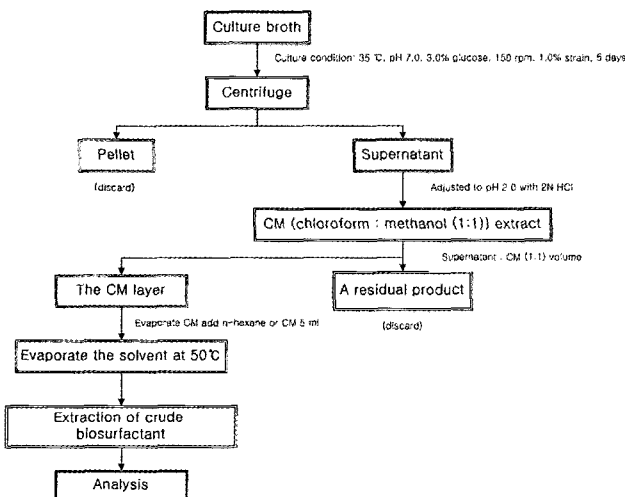 Culture broth
Culture condition: 35 ℃, pH 7.0, 3.0% glucose, 150 rpm, 1.0% strain, 5 days
Centrifuge
Pellet
Supernatant
(discard)
Adjusted to pH 2.0 with 2N HCl
CM (chloroform : methanol (1:1)) extract
Supernatant : CM (1:1) volume
The CM layer
A residual product
(discard)
Evaporate CM add n-hexane or CM 5 ml
Evaporate the solvent at 50℃
Extraction of crude
biosurfactant
Analysis